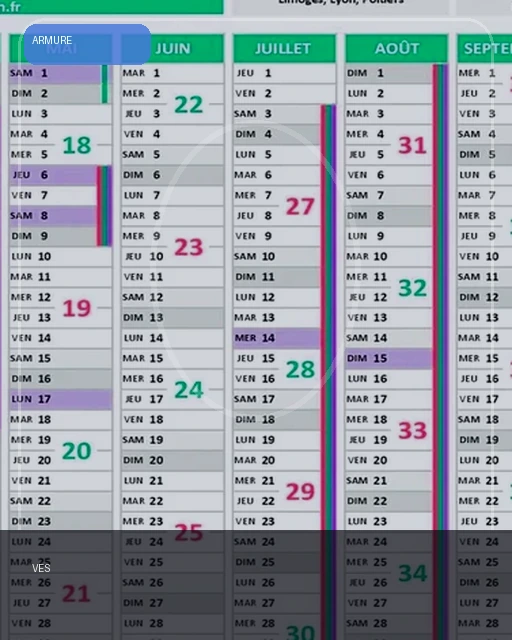 n.fr
Limoges, Lyon, Poitiers
ARMURE
MAI
SAM 1
DIM 2
LUN 3
MAR 4
18
MER 5
JEU 6
VEN 7
SAM 8
DIM 9
LUN 10
MAR 11
MER 12
19
JEU 13
VEN 14
SAM 15
DIM 16
LUN 17
MAR 18
MER 19
20
JEU 20
VEN 21
SAM 22
DIM 23
LUN 24
MAR 25
MER 26
21
JEU 27
VEN 28
JUIN
MAR 1
MER 2
22
JEU 3
VEN 4
SAM 5
DIM 6
LUN 7
MAR 8
MER 9
23
JEU 10
VEN 11
SAM 12
DIM 13
LUN 14
MAR 15
MER 16
24
JEU 17
VEN 18
SAM 19
DIM 20
LUN 21
MAR 22
MER 23
25
JEU 24
VEN 25
SAM 26
DIM 27
LUN 28
JUILLET
JEU 1
VEN 2
SAM 3
DIM 4
LUN 5
MAR 6
MER 7
27
JEU 8
VEN 9
SAM 10
DIM 11
LUN 12
MAR 13
MER 14
JEU 15
28
VEN 16
SAM 17
DIM 18
LUN 19
MAR 20
MER 21
29
JEU 22
VEN 23
SAM 24
DIM 25
LUN 26
MAR 27
MER 28
30
AOÛT
DIM 1
LUN 2
MAR 3
MER 4
31
JEU 5
VEN 6
SAM 7
DIM 8
LUN 9
MAR 10
MER 11
32
JEU 12
VEN 13
SAM 14
DIM 15
LUN 16
MAR 17
MER 18
33
JEU 19
VEN 20
SAM 21
DIM 22
LUN 23
MAR 24
MER 25
34
JEU 26
VEN 27
SAM 28
SEPTE
MER 1
JEU 2
VEN 3
SAM 4
DIM 5
LUN 6
MAR 7
MER 8
JEU 9
VEN 10
SAM 11
DIM 12
LUN 13
MAR 14
MER 15
JEU 16
VEN 17
SAM 18
DIM 19
LUN 20
MAR 21
MER 22
JEU 23
VEN 24
SAM 25
DIM 26
LUN 27
MAR 28
VES